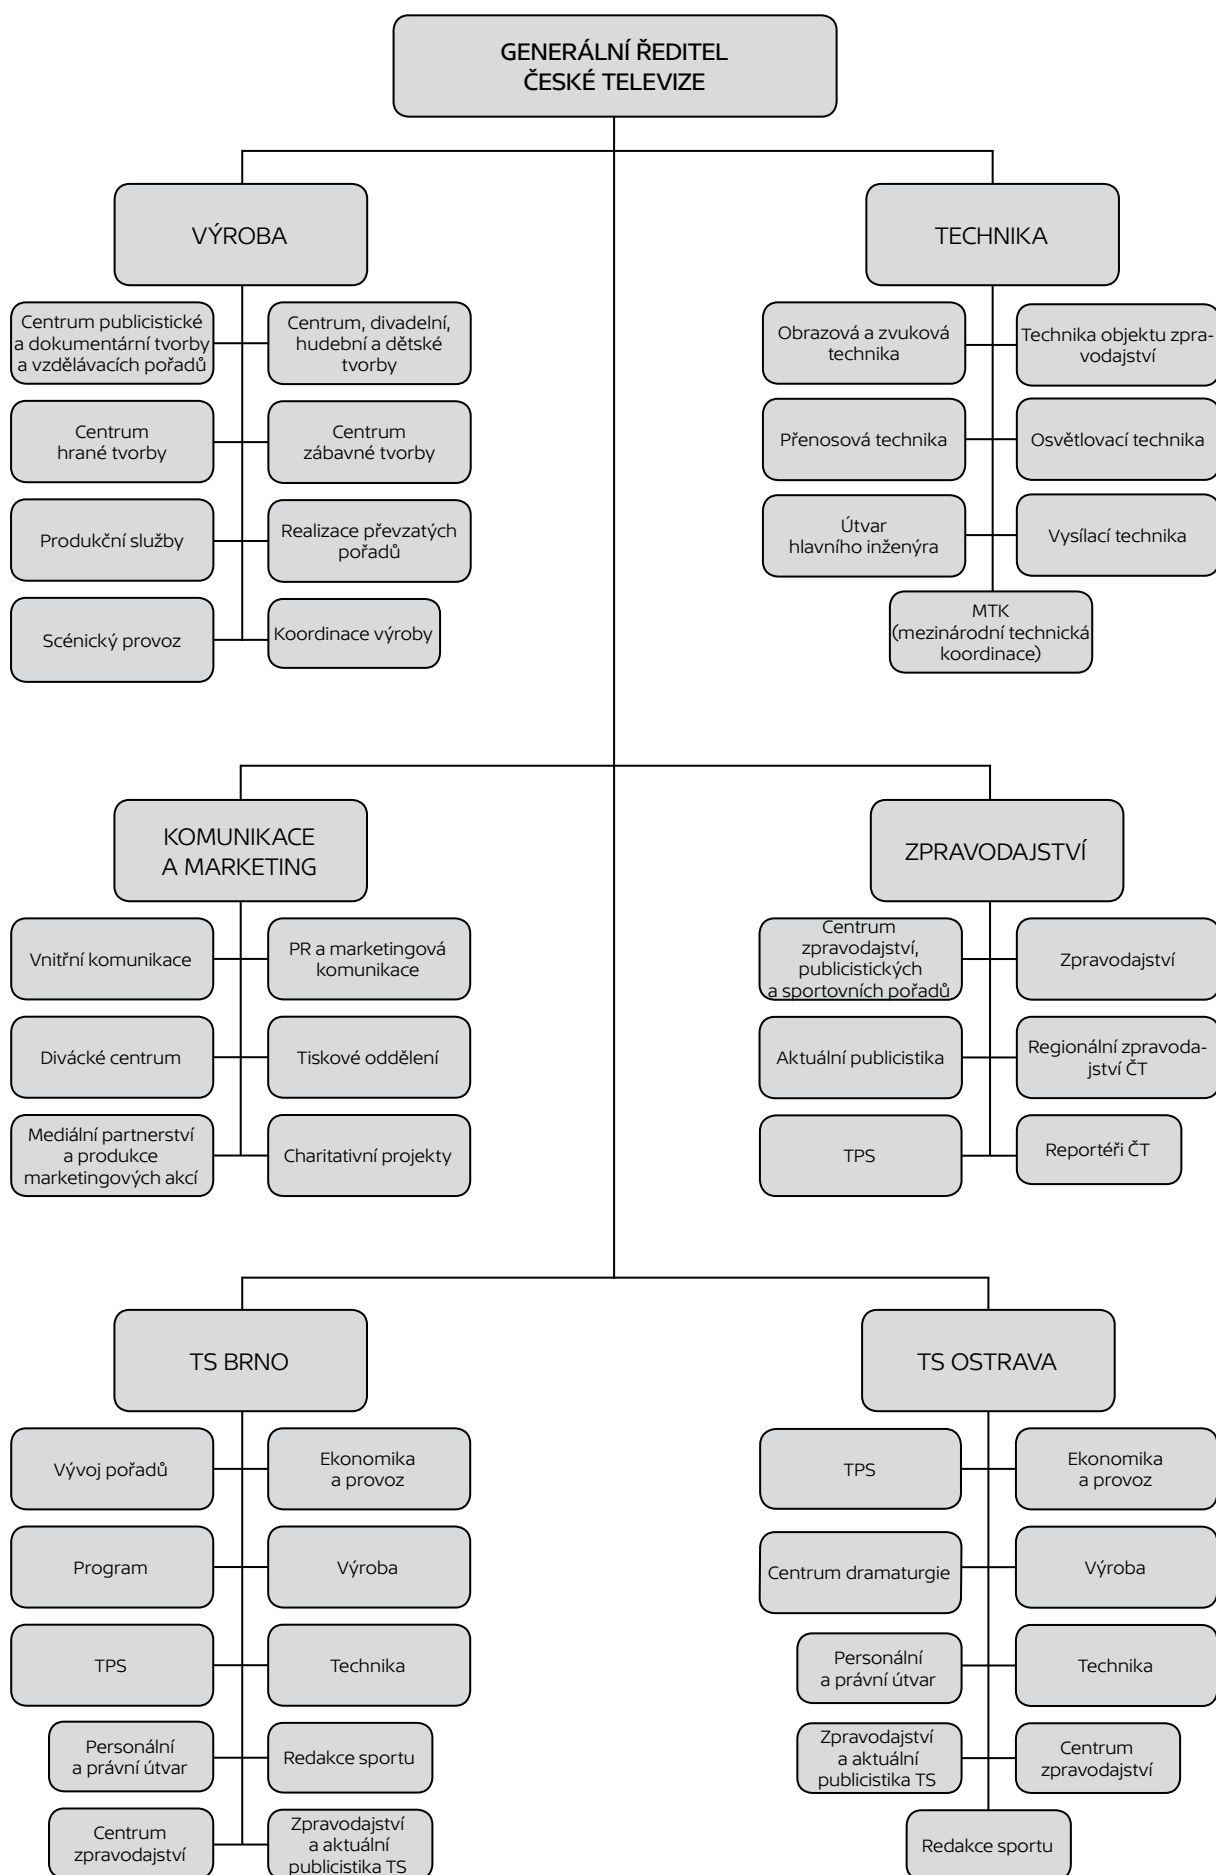 GENERÁLNÍ ŘEDITEL
ČESKÉ TELEVIZE
VÝROBA
Centrum publicistické
a dokumentární tvorby
a vzdělávacích pořadů
Centrum, divadelní,
hudební a dětské
tvorby
Centrum
hrané tvorby
Centrum
zábavné tvorby
Produkční služby
Realizace převzatých
pořadů
Scénický provoz
Koordinace výroby
TECHNIKA
Obrazová a zvuková
technika
Technika objektu zpra-
vodajství
Přenosová technika
Osvětlovací technika
Útvar
hlavního inženýra
Vysílací technika
MTK
(mezinárodní technická
koordinace)
KOMUNIKACE
A MARKETING
Vnitřní komunikace
PR a marketingová
komunikace
Divácké centrum
Tiskové oddělení
Mediální partnerství
a produkce
marketingových akcí
Charitativní projekty
ZPRAVODAJSTVÍ
Centrum
zpravodajství,
publicistických
a sportovních pořadů
Zpravodajství
Aktuální publicistika
Regionální zpravoda-
jství ČT
TPS
Reportéři ČT
TS BRNO
Vývoj pořadů
Ekonomika
a provoz
Program
Výroba
TPS
Technika
Personální
a právní útvar
Redakce sportu
Centrum
zpravodajství
Zpravodajství
a aktuální
publicistika TS
TS OSTRAVA
TPS
Ekonomika
a provoz
Centrum dramaturgie
Výroba
Personální
a právní útvar
Technika
Zpravodajství
a aktuální
publicistika TS
Centrum
zpravodajství
Redakce sportu